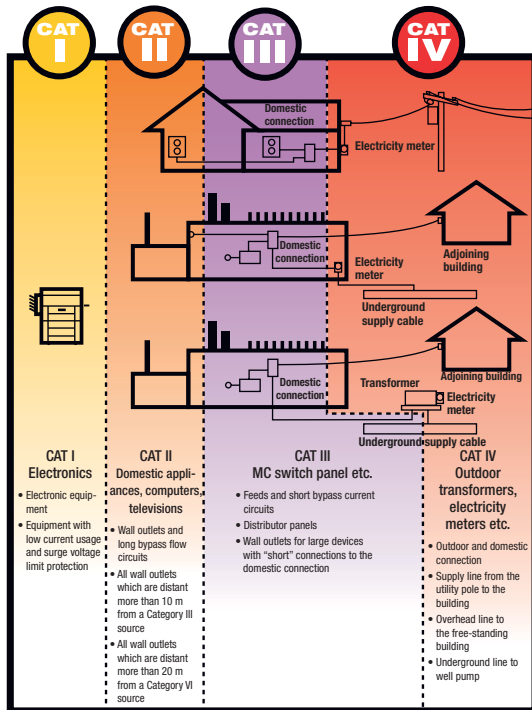 CAT
I
CAT
II
CAT
III
CAT
IV
Domestic
connection
Electricity meter
Domestic
connection
Electricity
meter
Adjoining
building
Underground
supply cable
Domestic
connection
Transformer
Adjoining building
Electricity
meter
Underground supply cable
CAT I
Electronics
• Electronic equip-
ment
• Equipment with
low current usage
and surge voltage
limit protection
CAT II
Domestic appli-
ances, computers,
televisions
• Wall outlets and
long bypass flow
circuits
• All wall outlets
which are distant
more than 10 m
from a Category III
source
• All wall outlets
which are distant
more than 20 m
from a Category VI
source
CAT III
MC switch panel etc.
• Feeds and short bypass current
circuits
• Distributor panels
• Wall outlets for large devices
with “short” connections to the
domestic connection
CAT IV
Outdoor
transformers,
electricity
meters etc.
• Outdoor and domestic
connection
• Supply line from the
utility pole to the
building
• Overhead line to
the free-standing
building
• Underground line to
well pump